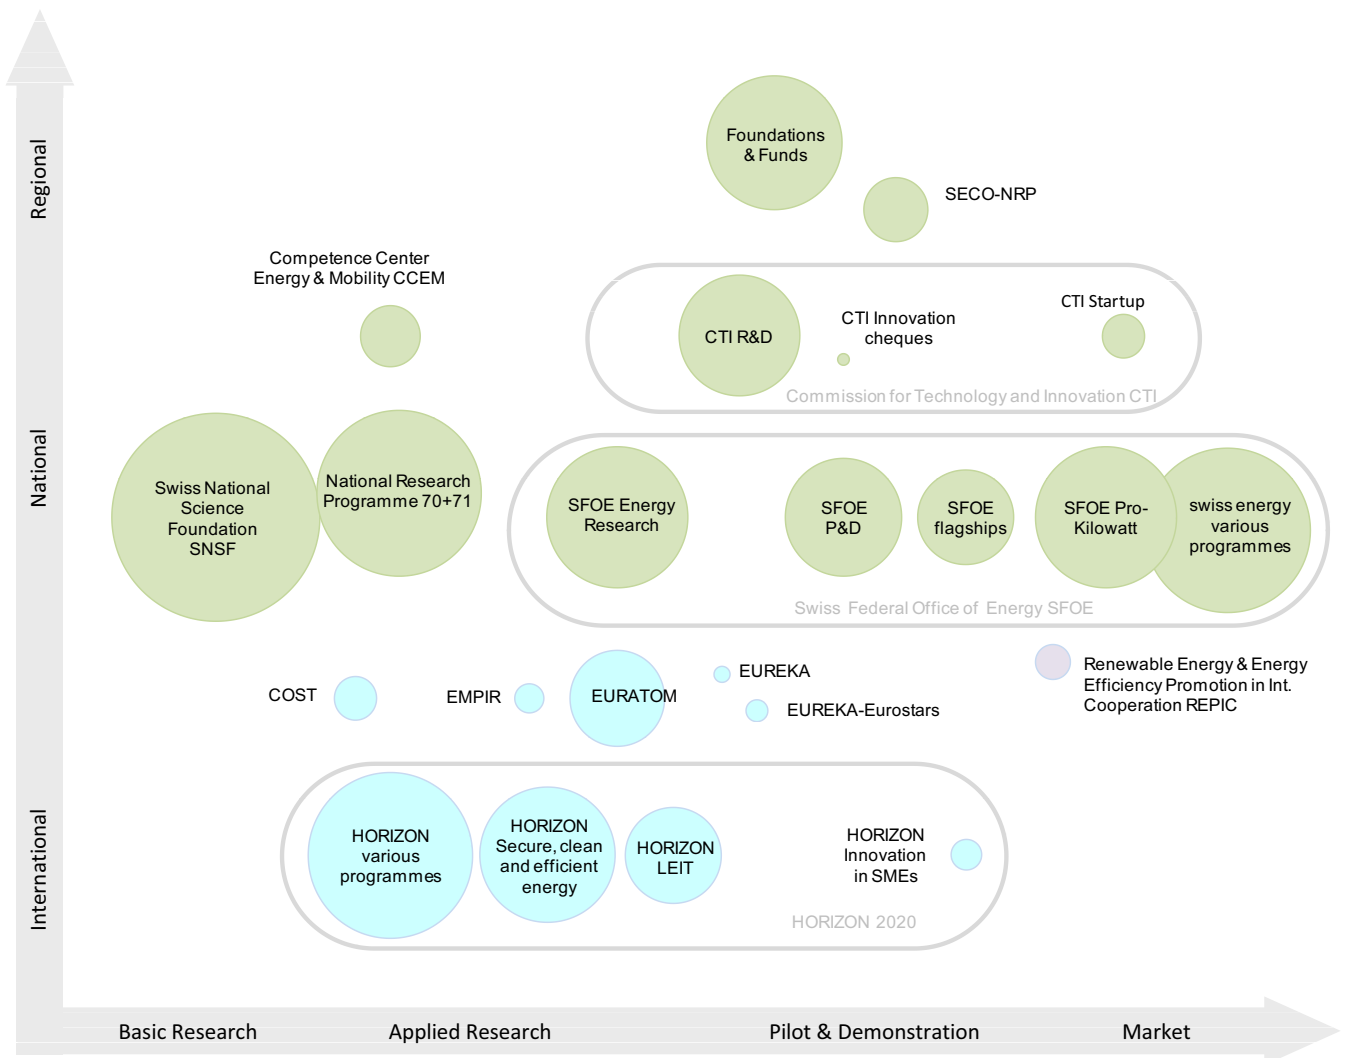 Regional
Foundations
& Funds
SECO-NRP
Competence Center
Energy & Mobility CCEM
CTI R&D
CTI Innovation
cheques
CTI Startup
Commission for Technology and Innovation CTI
National
Swiss National
Science
Foundation
SNSF
National Research
Programme 70+71
SFOE Energy
Research
SFOE
P&D
SFOE
flagships
SFOE Pro-
Kilowatt
swiss energy
various
programmes
Swiss Federal Office of Energy SFOE
COST
EMPIR
EURATOM
EUREKA
EUREKA-Eurostars
Renewable Energy & Energy
Efficiency Promotion in Int.
Cooperation REPIC
International
HORIZON
various
programmes
HORIZON
Secure, clean
and efficient
energy
HORIZON
LEIT
HORIZON
Innovation
in SMEs
HORIZON 2020
Basic Research
Applied Research
Pilot & Demonstration
Market